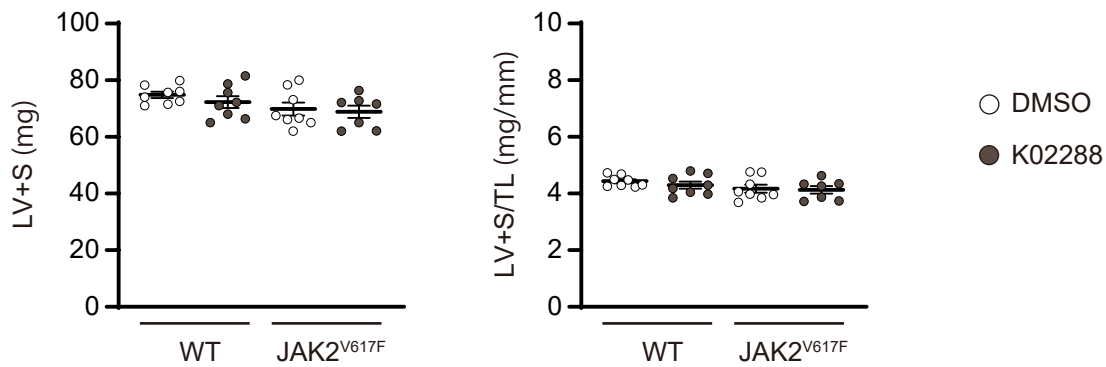 LV+S (mg)
100
80
60
40
20
0
WT
JAK2V617F
LV+S/TL (mg/mm)
10
8
6
4
2
0
WT
JAK2V617F
DMSO
K02288